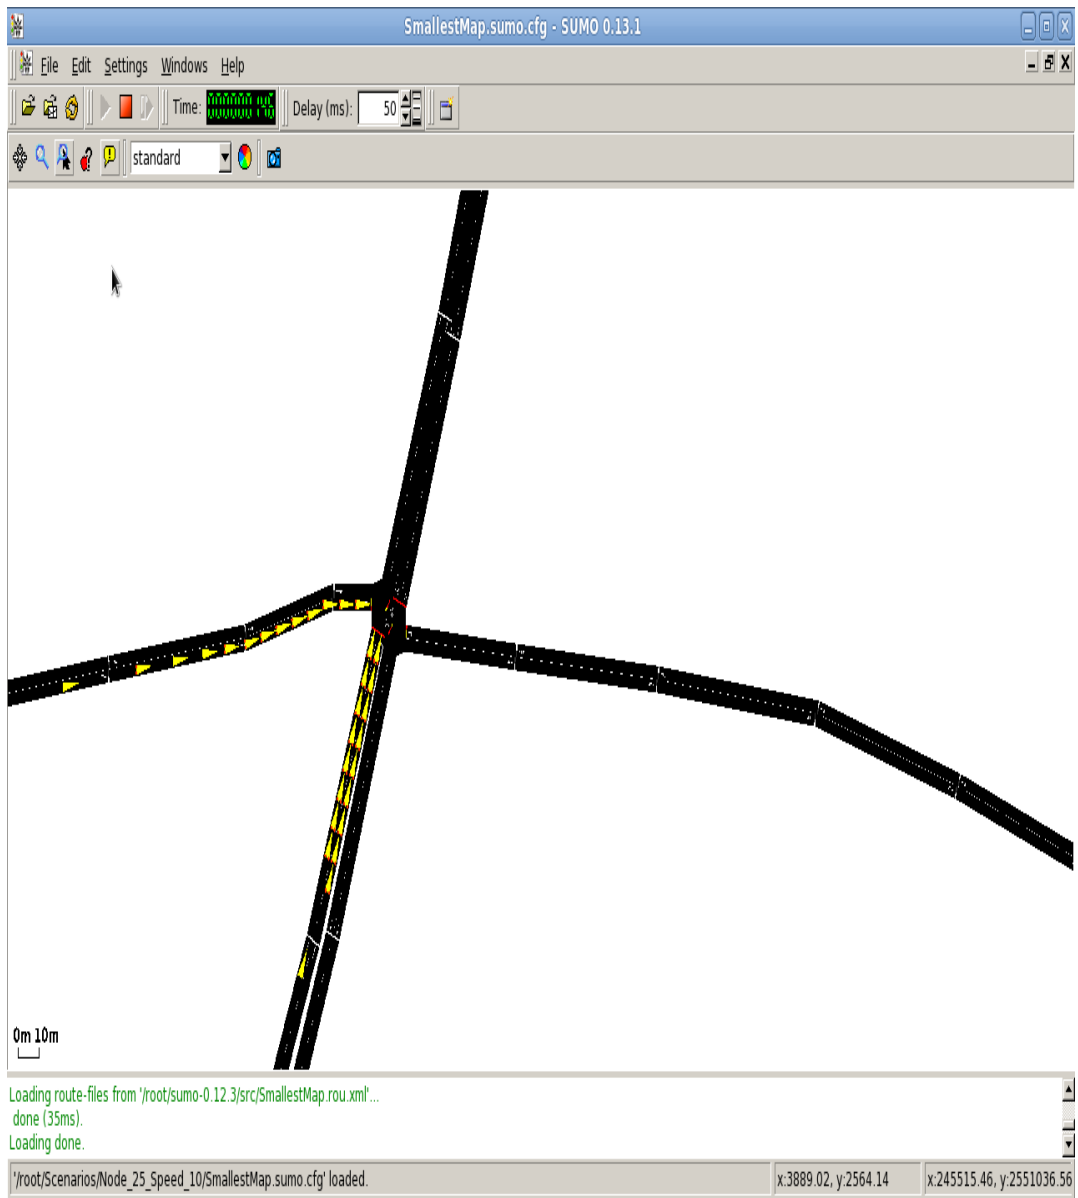 SmallestMap.sumo.cfg - SUMO 0.13.1
File Edit Settings Windows Help
Time: Delay (ms): 50
standard
0m 10m
Loading route-files from '/root/sumo-0.12.3/src/SmallestMap.rou.xml'...
done (35ms).
Loading done.
'/root/Scenarios/Node_25_Speed_10/SmallestMap.sumo.cfg' loaded.
x:3889.02, y:2564.14
x:245515.46, y:2551036.56